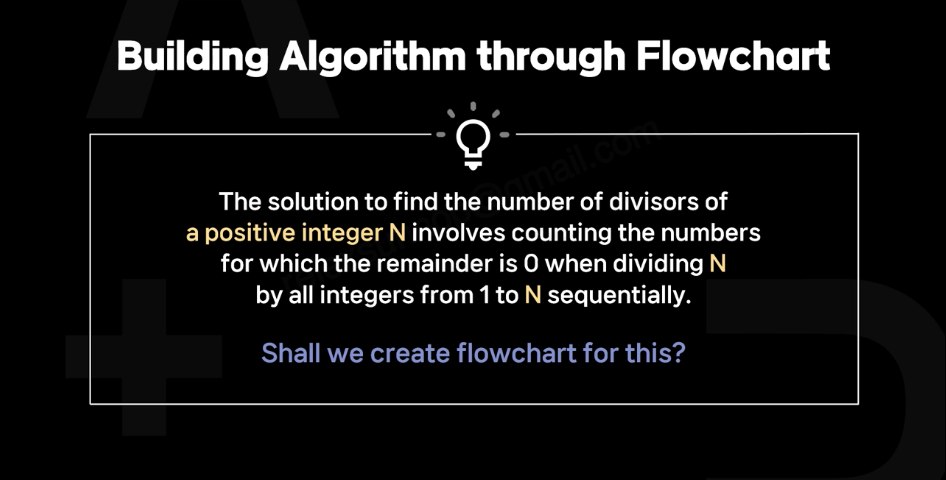 Building Algorithm through Flowchart
The solution to find the number of divisors of
a positive integer N involves counting the numbers
for which the remainder is 0 when dividing N
by all integers from 1 to N sequentially.
Shall we create flowchart for this?